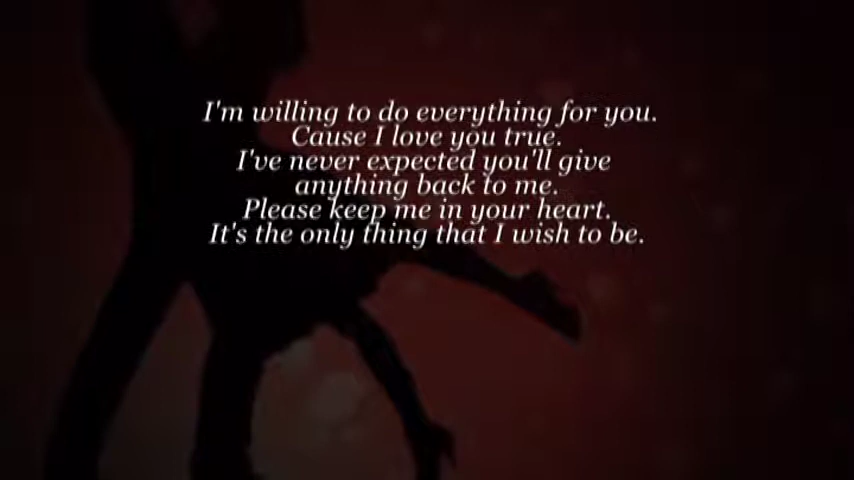 I'm willing to do everything for you.
Cause I love you true.
I've never expected you'll give
anything back to me.
Please keep me in your heart.
It's the only thing that I wish to be.